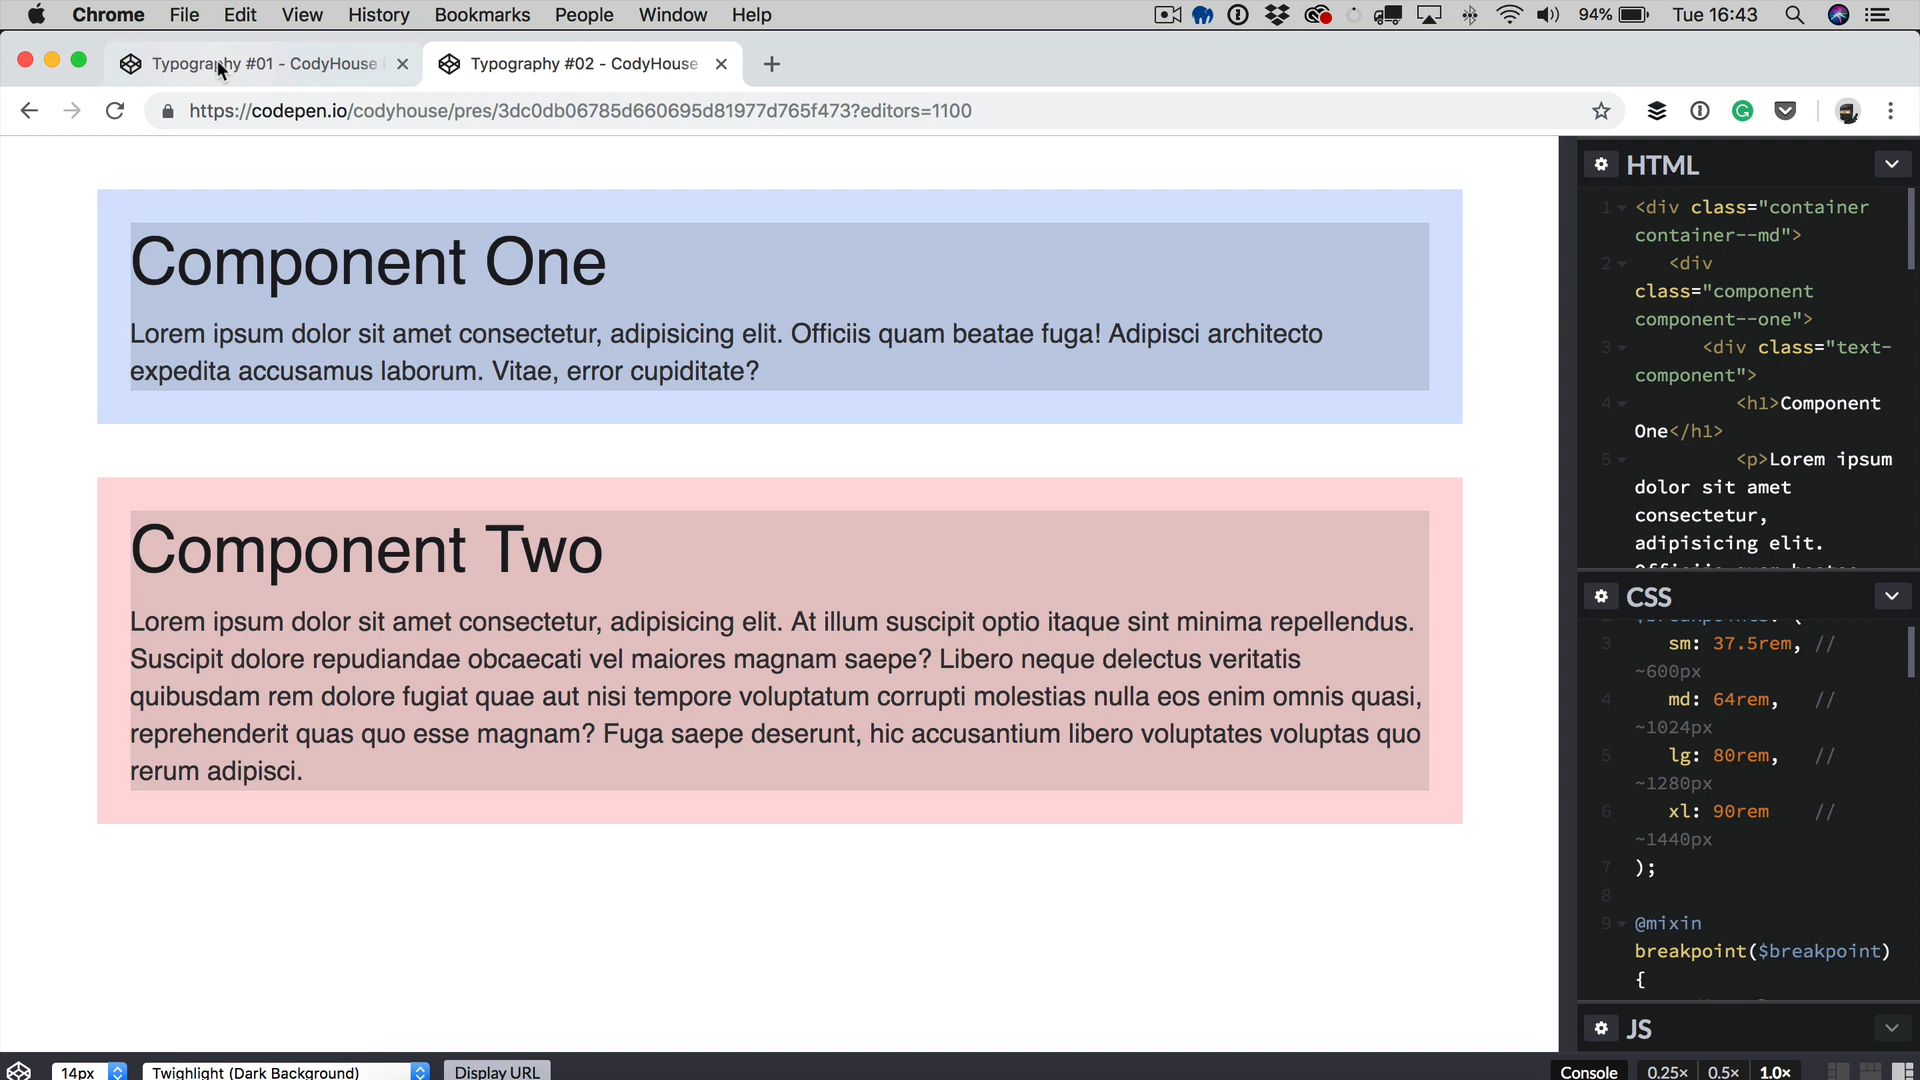 Chrome File Edit View History Bookmarks People Window Help 94% Tue 16:43
Typography #01 - CodyHouse Typography #02 - CodyHouse
https://codepen.io/codyhouse/pres/3dc0db06785d660695d81977d765f473?editors=1100
Component One
Lorem ipsum dolor sit amet consectetur, adipisicing elit. Officiis quam beatae fuga! Adipisci architecto
expedita accusamus laborum. Vitae, error cupiditate?
Component Two
Lorem ipsum dolor sit amet consectetur, adipisicing elit. At illum suscipit optio itaque sint minima repellendus.
Suscipit dolore repudiandae obcaecati vel maiores magnam saepe? Libero neque delectus veritatis
quibusdam rem dolore fugiat quae aut nisi tempore voluptatum corrupti molestias nulla eos enim omnis quasi,
reprehenderit quas quo esse magnam? Fuga saepe deserunt, hic accusantium libero voluptates voluptas quo
rerum adipisci.
HTML
1 <div class="container
container--md">
2 <div
class="component
component--one">
3 <div class="text-
component">
4 <h1>Component
One</h1>
5 <p>Lorem ipsum
dolor sit amet
consectetur,
adipisicing elit.
CSS
3 sm: 37.5rem, //
~600px
4 md: 64rem, //
~1024px
5 lg: 80rem, //
~1280px
6 xl: 90rem //
~1440px
7 );
8
9 @mixin
breakpoint($breakpoint)
{
JS
14px Twighlight (Dark Background) Display URL Console 0.25× 0.5× 1.0×